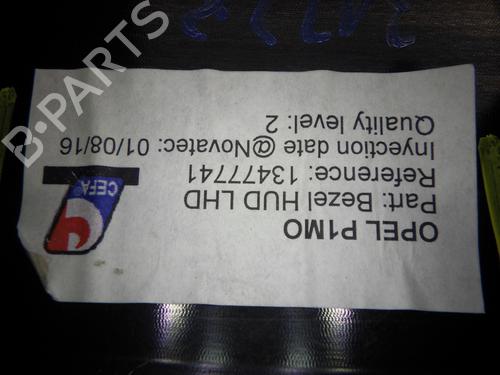 OPEL P1MO
Part: Bezel HUD LHD
Reference: 13477741
Inyection date @Novatec: 01/08/16
Quality level: 2
CEFA
B-PARTS